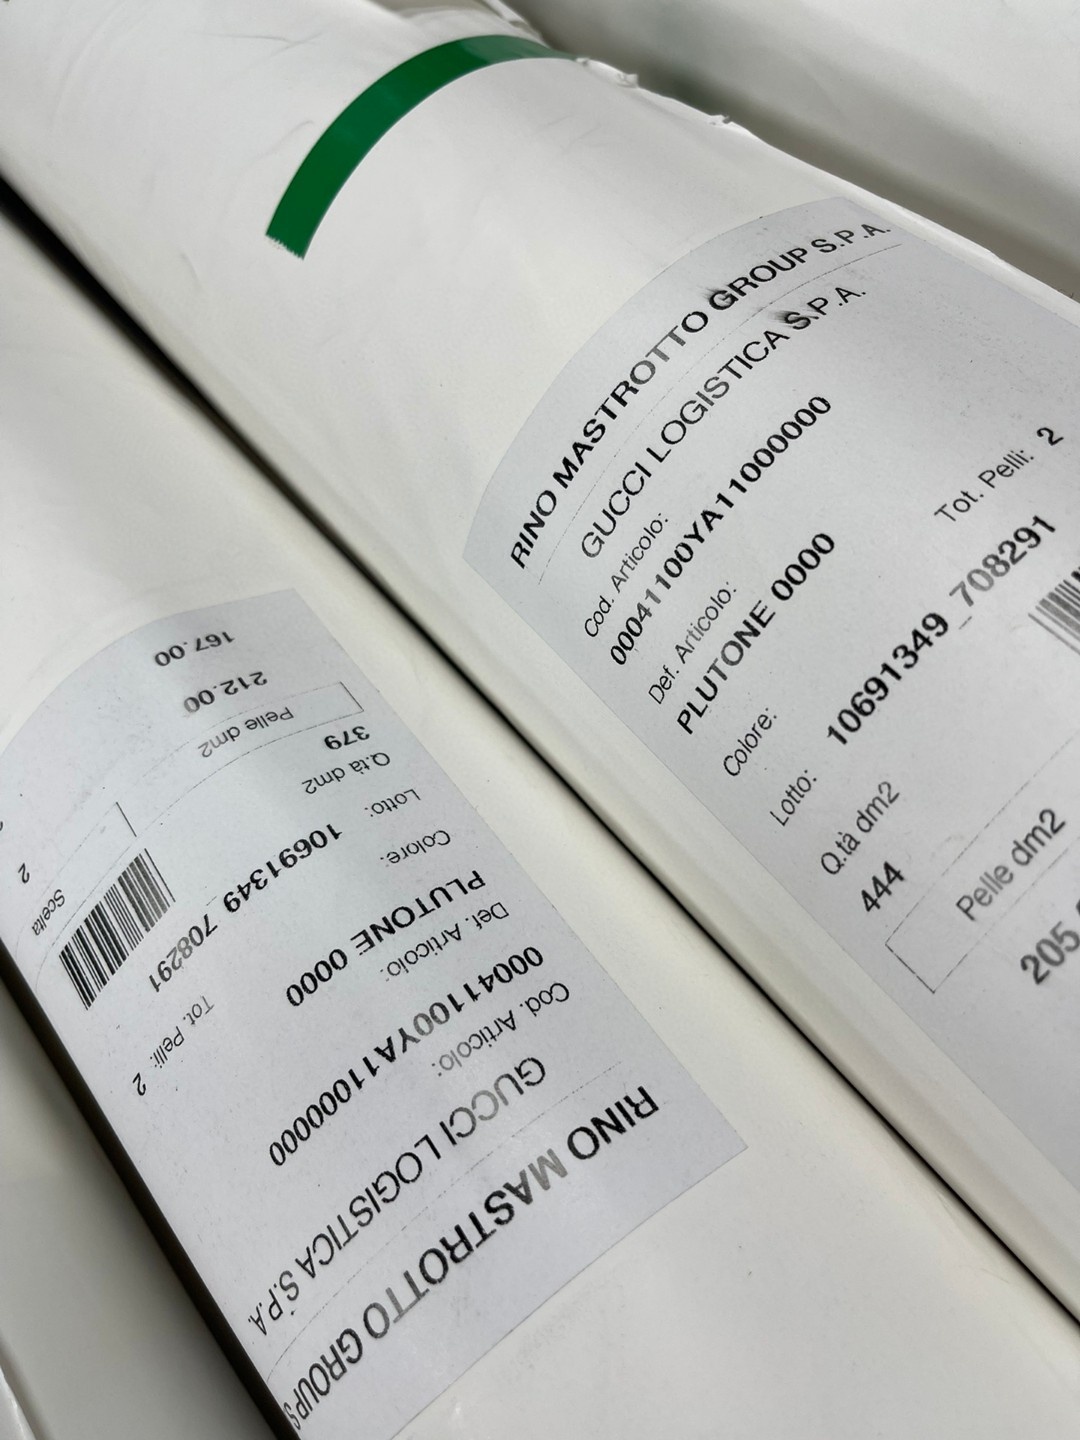 RINO MASTROTTO GROUP S.P.A.
GUCCI LOGISTICA S.P.A.
Cod. Articolo:
00041100YA11000000
Def. Articolo:
PLUTONE 0000
Colore:
Tot. Pelli: 2
Lotto: 10691349_708291
Q.tà dm2
444
Pelle dm2
205
RINO MASTROTTO GROUP S
GUCCI LOGISTICA S.P.A.
Cod. Articolo:
00041100YA11000000
Def. Articolo:
PLUTONE 0000
Colore:
Tot. Pelli: 2
Lotto: 10691349 708291
Q.tà dm2
379
Pelle dm2 Scelta
212.00 2
167.00